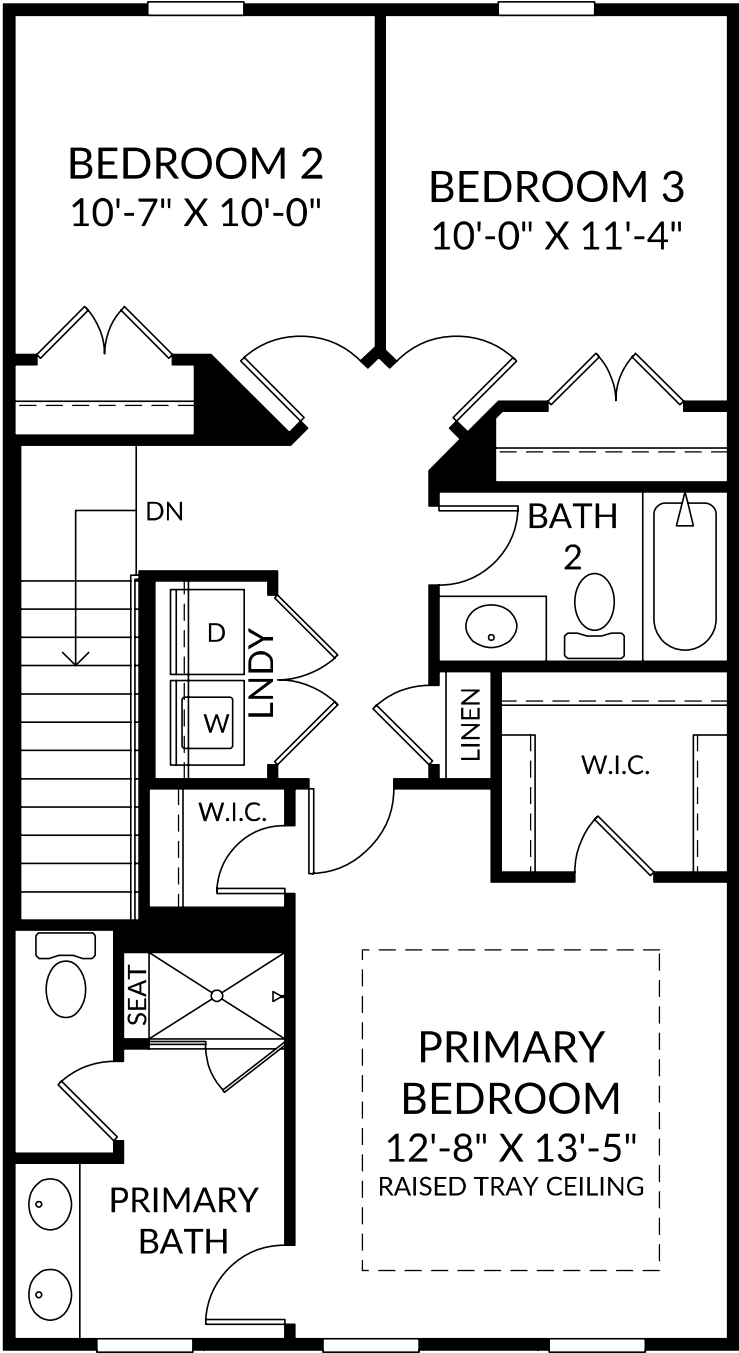 BEDROOM 2
10'-7" X 10'-0"
BEDROOM 3
10'-0" X 11'-4"
DN
BATH
2
D
LNDY
W
LINEN
W.I.C.
W.I.C.
SEAT
PRIMARY
BEDROOM
12'-8" X 13'-5"
RAISED TRAY CEILING
PRIMARY
BATH